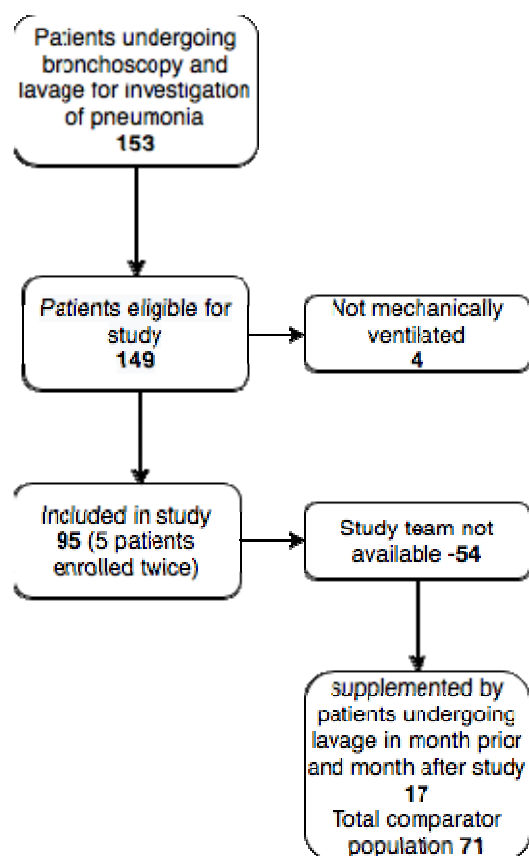 Patients undergoing
bronchoscopy and
lavage for investigation
of pneumonia
153
Patients eligible for
study
149
Not mechanically
ventilated
4
Included in study
95 (5 patients
enrolled twice)
Study team not
available -54
supplemented by
patients undergoing
lavage in month prior
and month after study
17
Total comparator
population 71